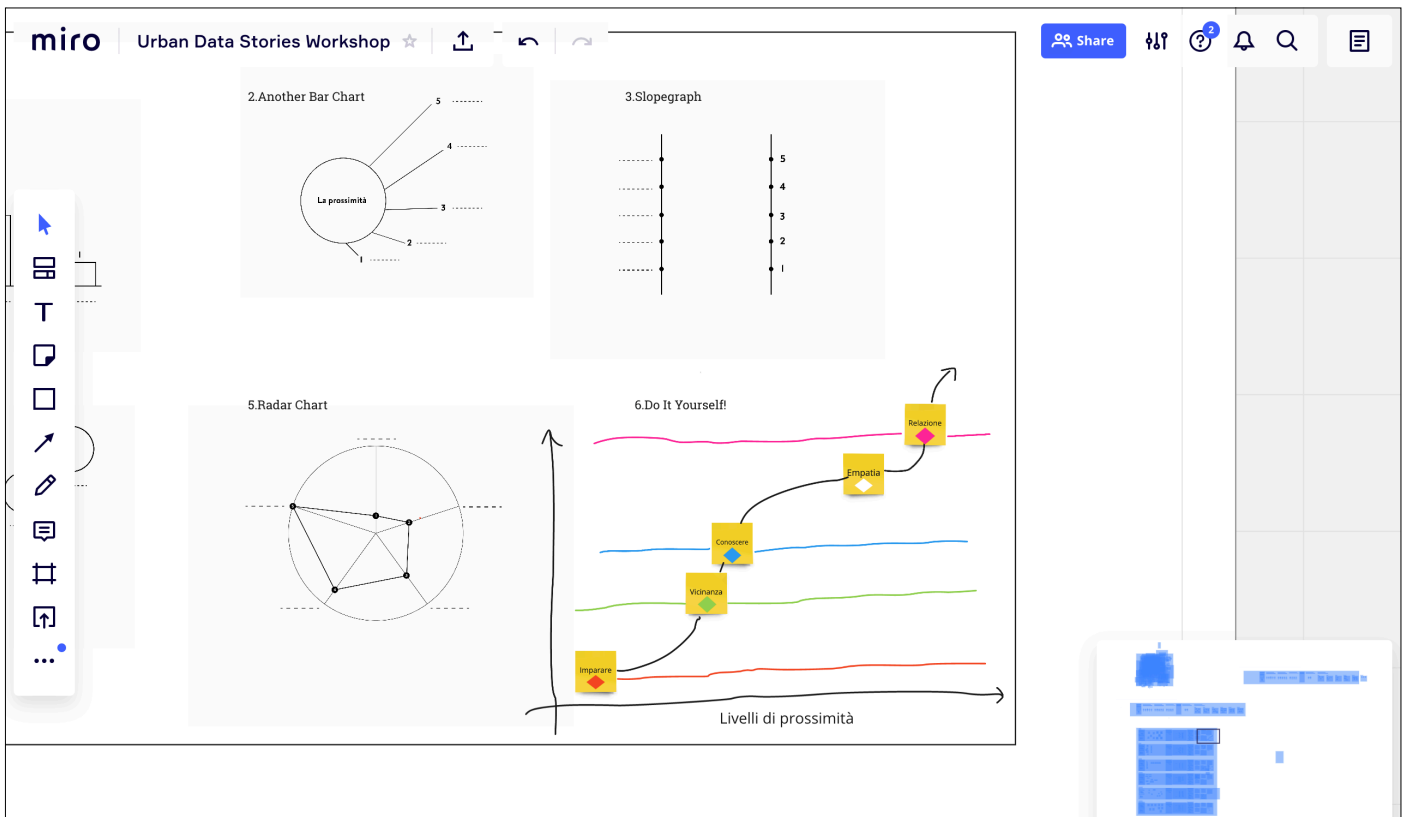 miro
Urban Data Stories Workshop
Share
2
2.Another Bar Chart
La prossimità
5
4
3
2
1
3.Slopegraph
5
4
3
2
1
1
5.Radar Chart
6.Do It Yourself!
Relazione
Empatia
Conoscere
Vicinanza
Imparare
Livelli di prossimità